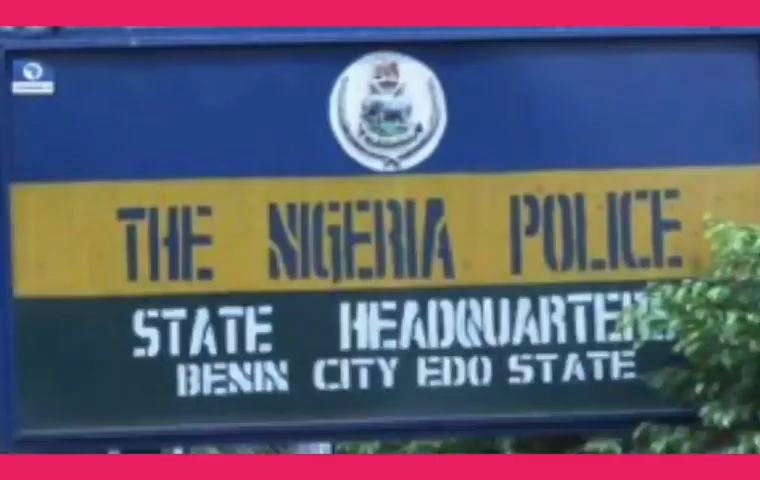 THE NIGERIA POLICE
STATE HEADQUARTERS
BENIN CITY EDO STATE